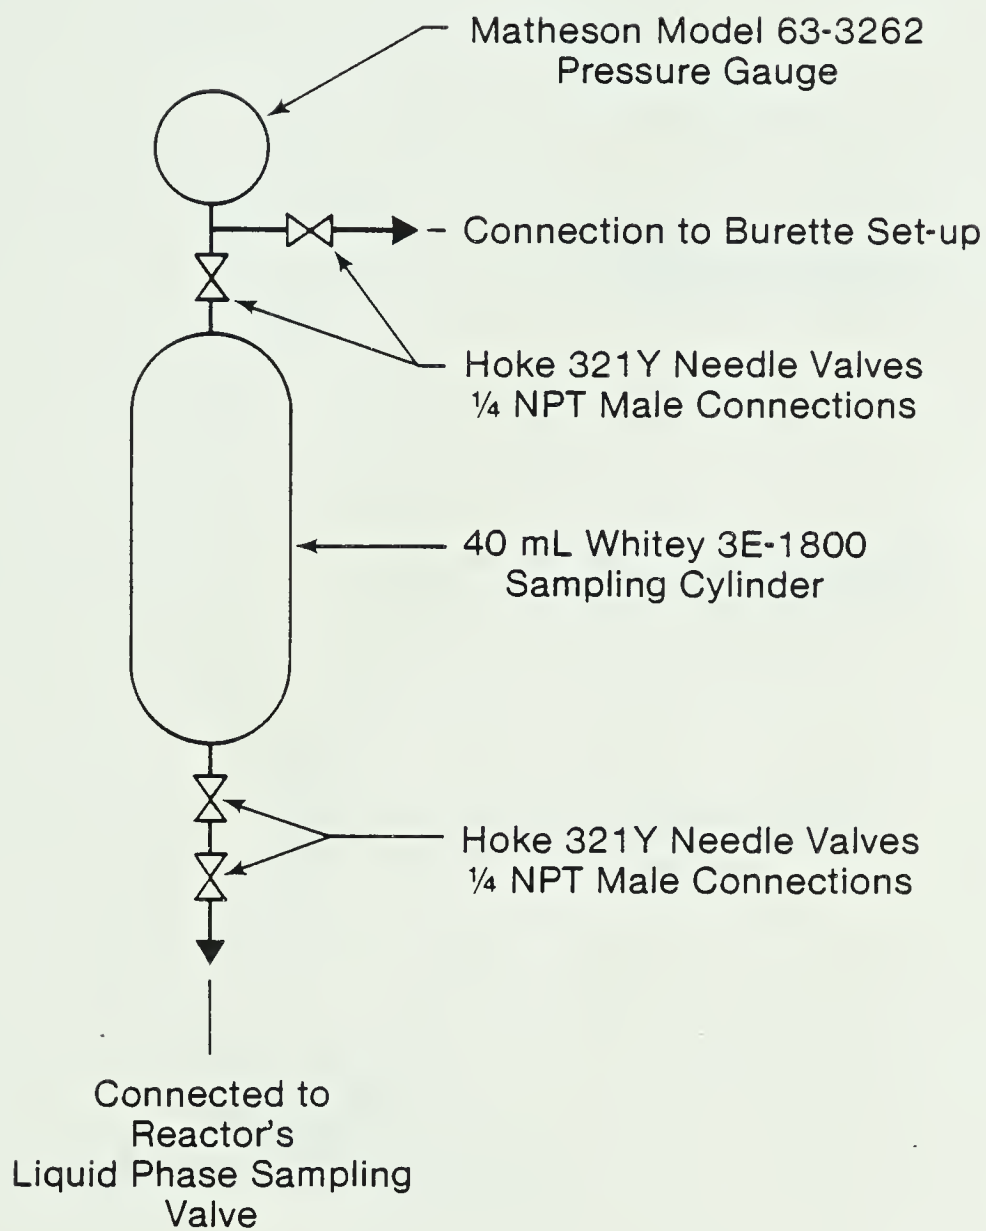 Matheson Model 63-3262
Pressure Gauge
Connection to Burette Set-up
Hoke 321Y Needle Valves
¼ NPT Male Connections
40 mL Whitey 3E-1800
Sampling Cylinder
Hoke 321Y Needle Valves
¼ NPT Male Connections
Connected to
Reactor's
Liquid Phase Sampling
Valve